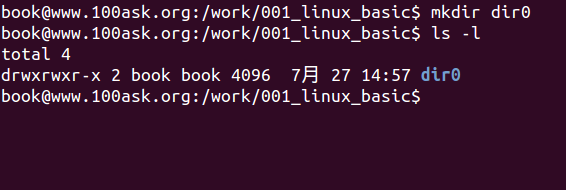 book@www.100ask.org:/work/001_linux_basic$ mkdir dir0
book@www.100ask.org:/work/001_linux_basic$ ls -l
total 4
drwxrwxr-x 2 book book 4096  7月 27 14:57 dir0
book@www.100ask.org:/work/001_linux_basic$